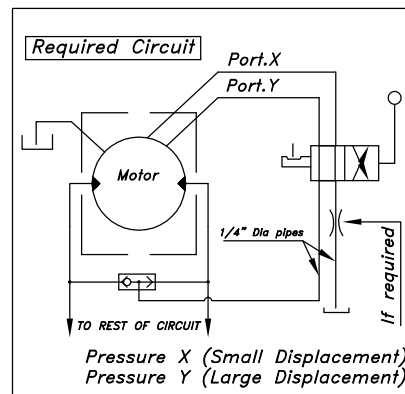 Required Circuit
Port.X
Port.Y
Motor
1/4" Dia pipes
If required
TO REST OF CIRCUIT
Pressure X (Small Displacement)
Pressure Y (Large Displacement)